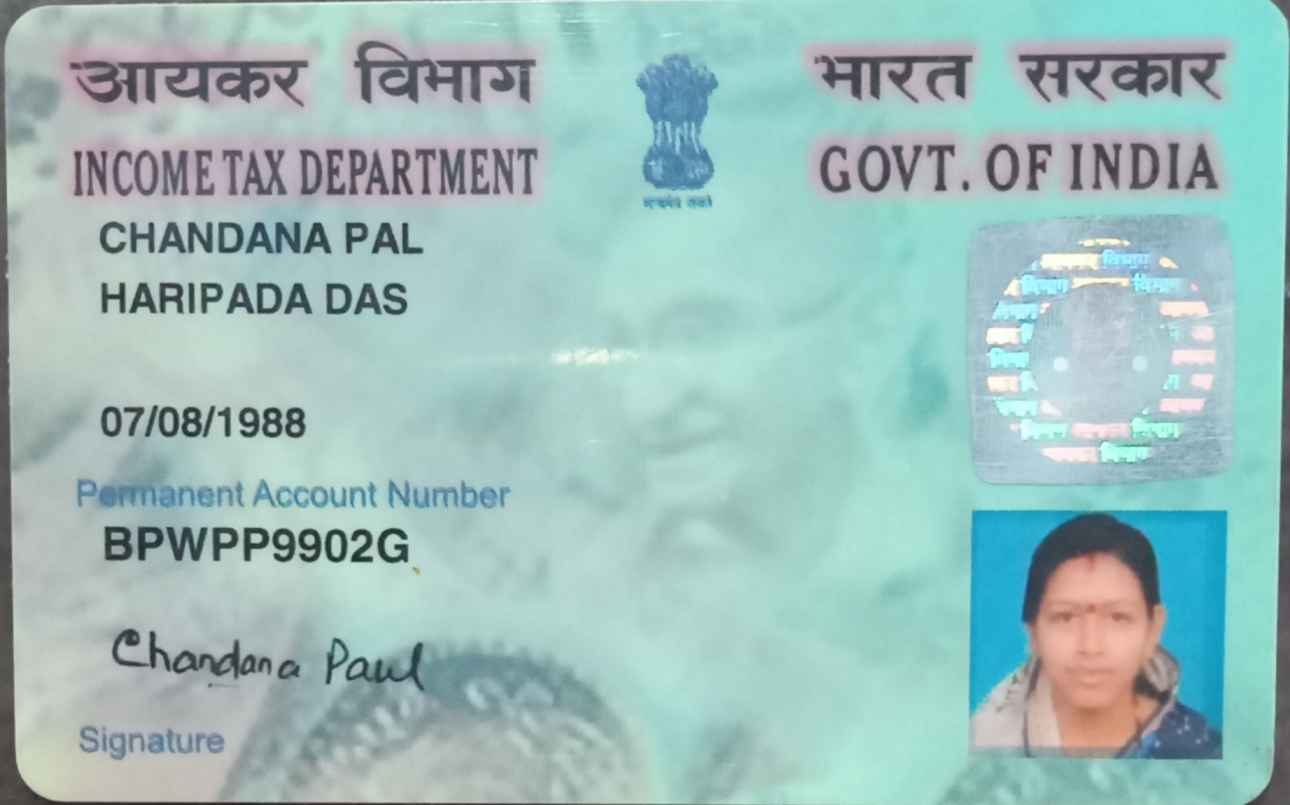 आयकर विभाग
भारत सरकार
INCOME TAX DEPARTMENT
GOVT. OF INDIA
सत्यमेव जयते
CHANDANA PAL
HARIPADA DAS
07/08/1988
Permanent Account Number
BPWPP9902G
Chandana Paul
Signature